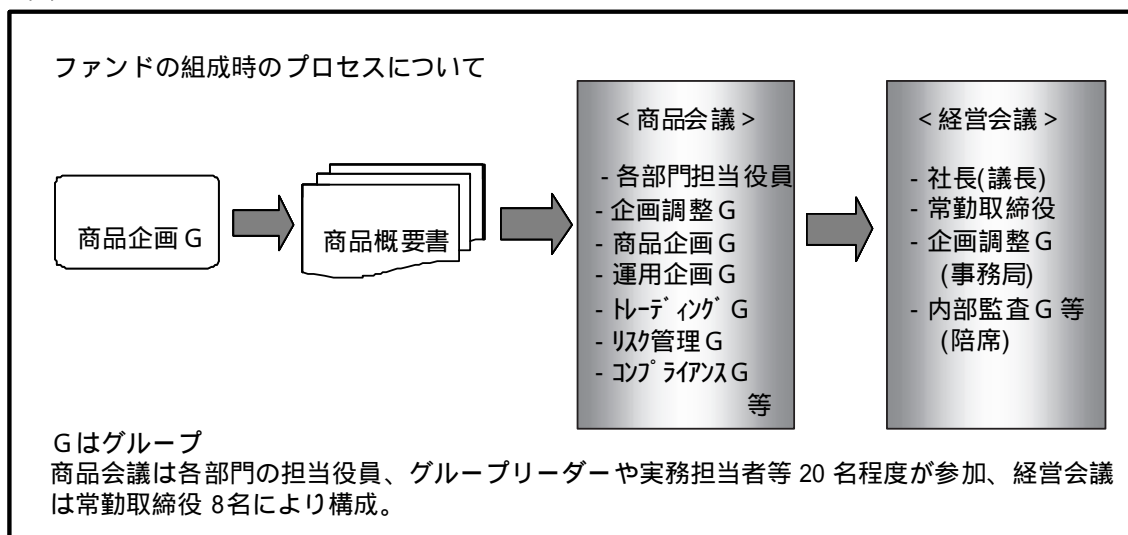 ファンドの組成時のプロセスについて
商品企画G
商品概要書
<商品会議>
- 各部門担当役員
- 企画調整G
- 商品企画G
- 運用企画G
- ﾄﾚｰﾃﾞｨﾝｸﾞG
- ﾘｽｸ管理G
- ｺﾝﾌﾟﾗｲｱﾝｽG
等
<経営会議>
- 社長(議長)
- 常勤取締役
- 企画調整G
(事務局)
- 内部監査G 等
(陪席)
Gはグループ
商品会議は各部門の担当役員、グループリーダーや実務担当者等 20 名程度が参加、経営会議
は常勤取締役 8名により構成。